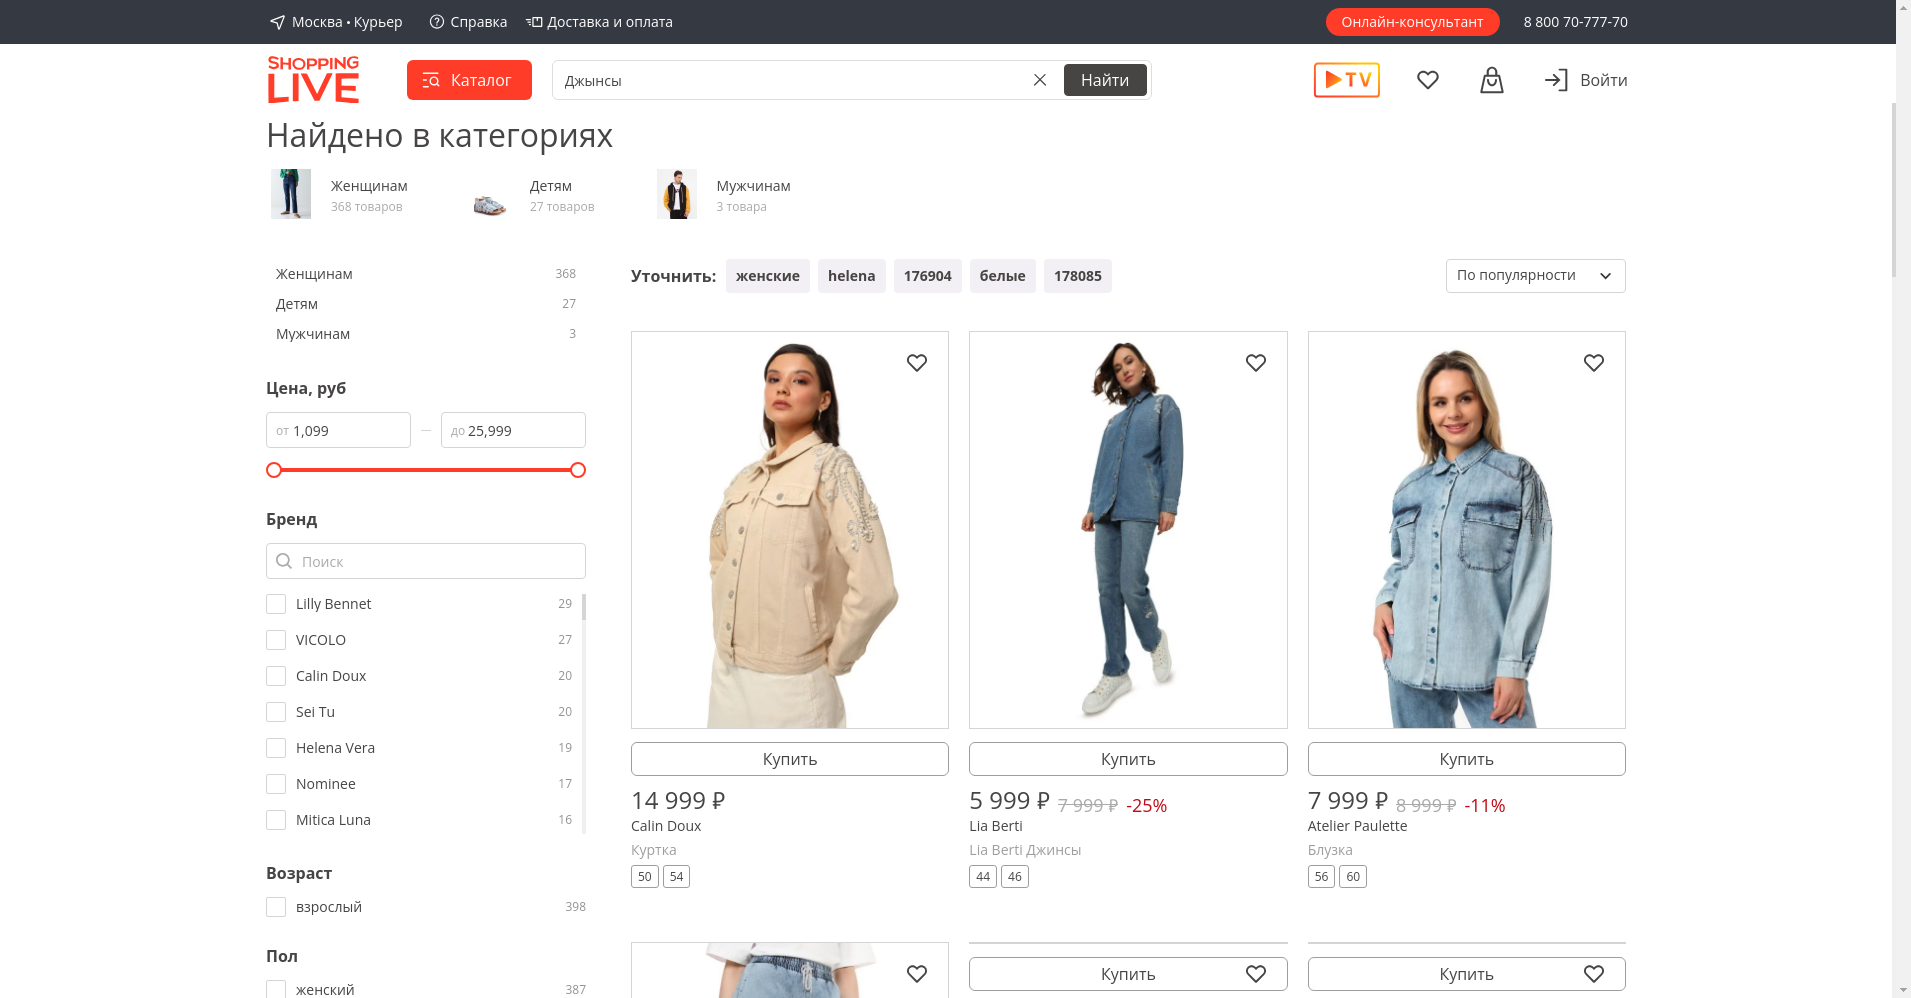 Москва • Курьер
Справка
Доставка и оплата
Онлайн-консультант
8 800 70-777-70
SHOPPING
LIVE
Каталог
Джынсы
Найти
TV
Войти
Найдено в категориях
Женщинам
368 товаров
Детям
27 товаров
Мужчинам
3 товара
Женщинам 368
Детям 27
Мужчинам 3
Цена, руб
от 1,099 — до 25,999
Бренд
Поиск
Lilly Bennet 29
VICOLO 27
Calin Doux 20
Sei Tu 20
Helena Vera 19
Nominee 17
Mitica Luna 16
Возраст
взрослый 398
Пол
женский 387
Уточнить: женские helena 176904 белые 178085
По популярности
Купить
14 999 ₽
Calin Doux
Куртка
50 54
Купить
5 999 ₽ 7 999 ₽ -25%
Lia Berti
Lia Berti Джинсы
44 46
Купить
7 999 ₽ 8 999 ₽ -11%
Atelier Paulette
Блузка
56 60
Купить
Купить